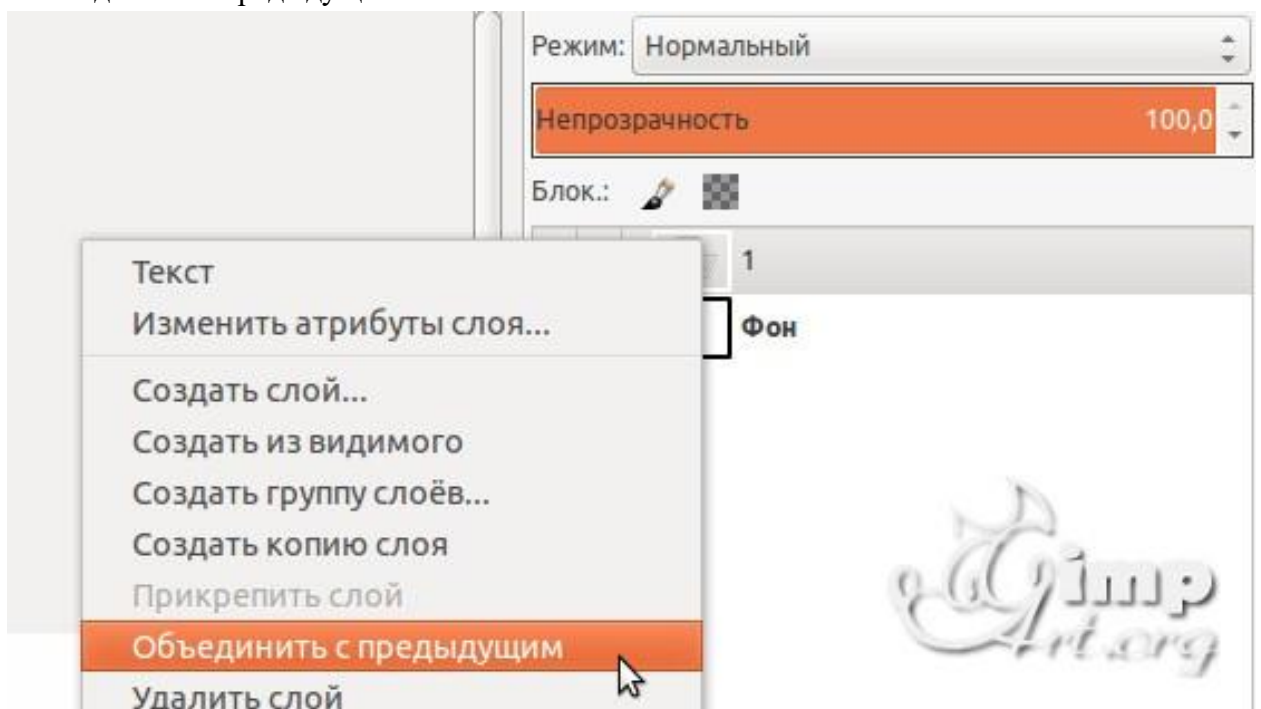 Режим: Нормальный
Непрозрачность 100,0
Блок.:
1
Фон
Текст
Изменить атрибуты слоя...
Создать слой...
Создать из видимого
Создать группу слоёв...
Создать копию слоя
Прикрепить слой
Объединить с предыдущим
Удалить слой
Gimp
Art.org